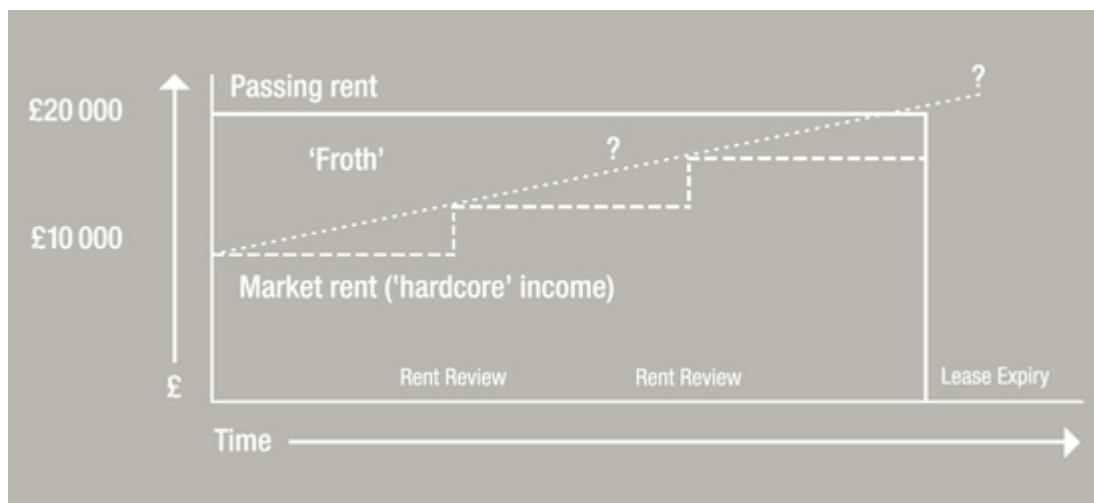 Passing rent
?
£20 000
‘Froth’
?
£10 000
Market rent (‘hardcore’ income)
£
Rent Review
Rent Review
Lease Expiry
Time